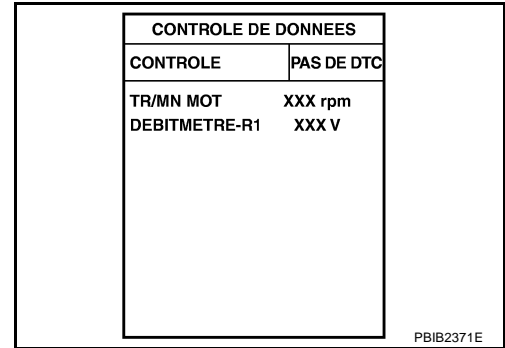 CONTROLE DE DONNEES
CONTROLE PAS DE DTC
TR/MN MOT XXX rpm
DEBITMETRE-R1 XXX V
PBIB2371E